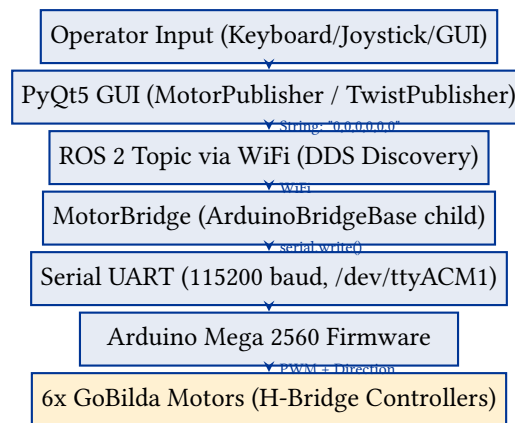 Operator Input (Keyboard/Joystick/GUI)
PyQt5 GUI (MotorPublisher / TwistPublisher)
String: "0,0,0,0,0,0"
ROS 2 Topic via WiFi (DDS Discovery)
WiFi
MotorBridge (ArduinoBridgeBase child)
serial.write()
Serial UART (115200 baud, /dev/ttyACM1)
Arduino Mega 2560 Firmware
PWM + Direction
6x GoBilda Motors (H-Bridge Controllers)